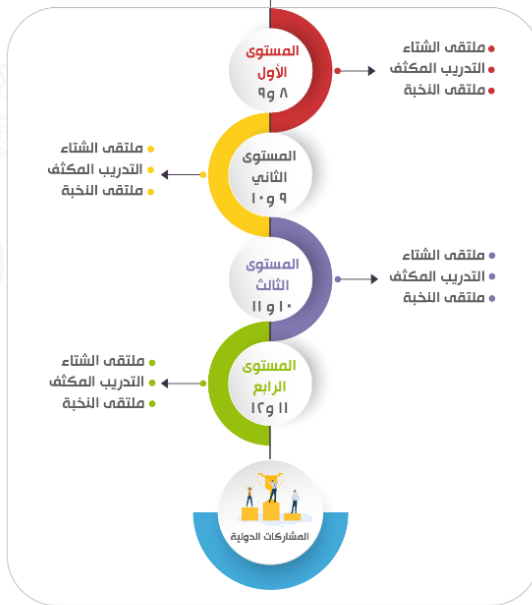 المستوى
الأول
٨ و٩
ملتقى الشتاء
التدريب المكثف
ملتقى النخبة
المستوى
الثاني
٩ و١٠
ملتقى الشتاء
التدريب المكثف
ملتقى النخبة
المستوى
الثالث
١٠ و١١
ملتقى الشتاء
التدريب المكثف
ملتقى النخبة
المستوى
الرابع
١١ و١٢
ملتقى الشتاء
التدريب المكثف
ملتقى النخبة
المشاركات الدولية